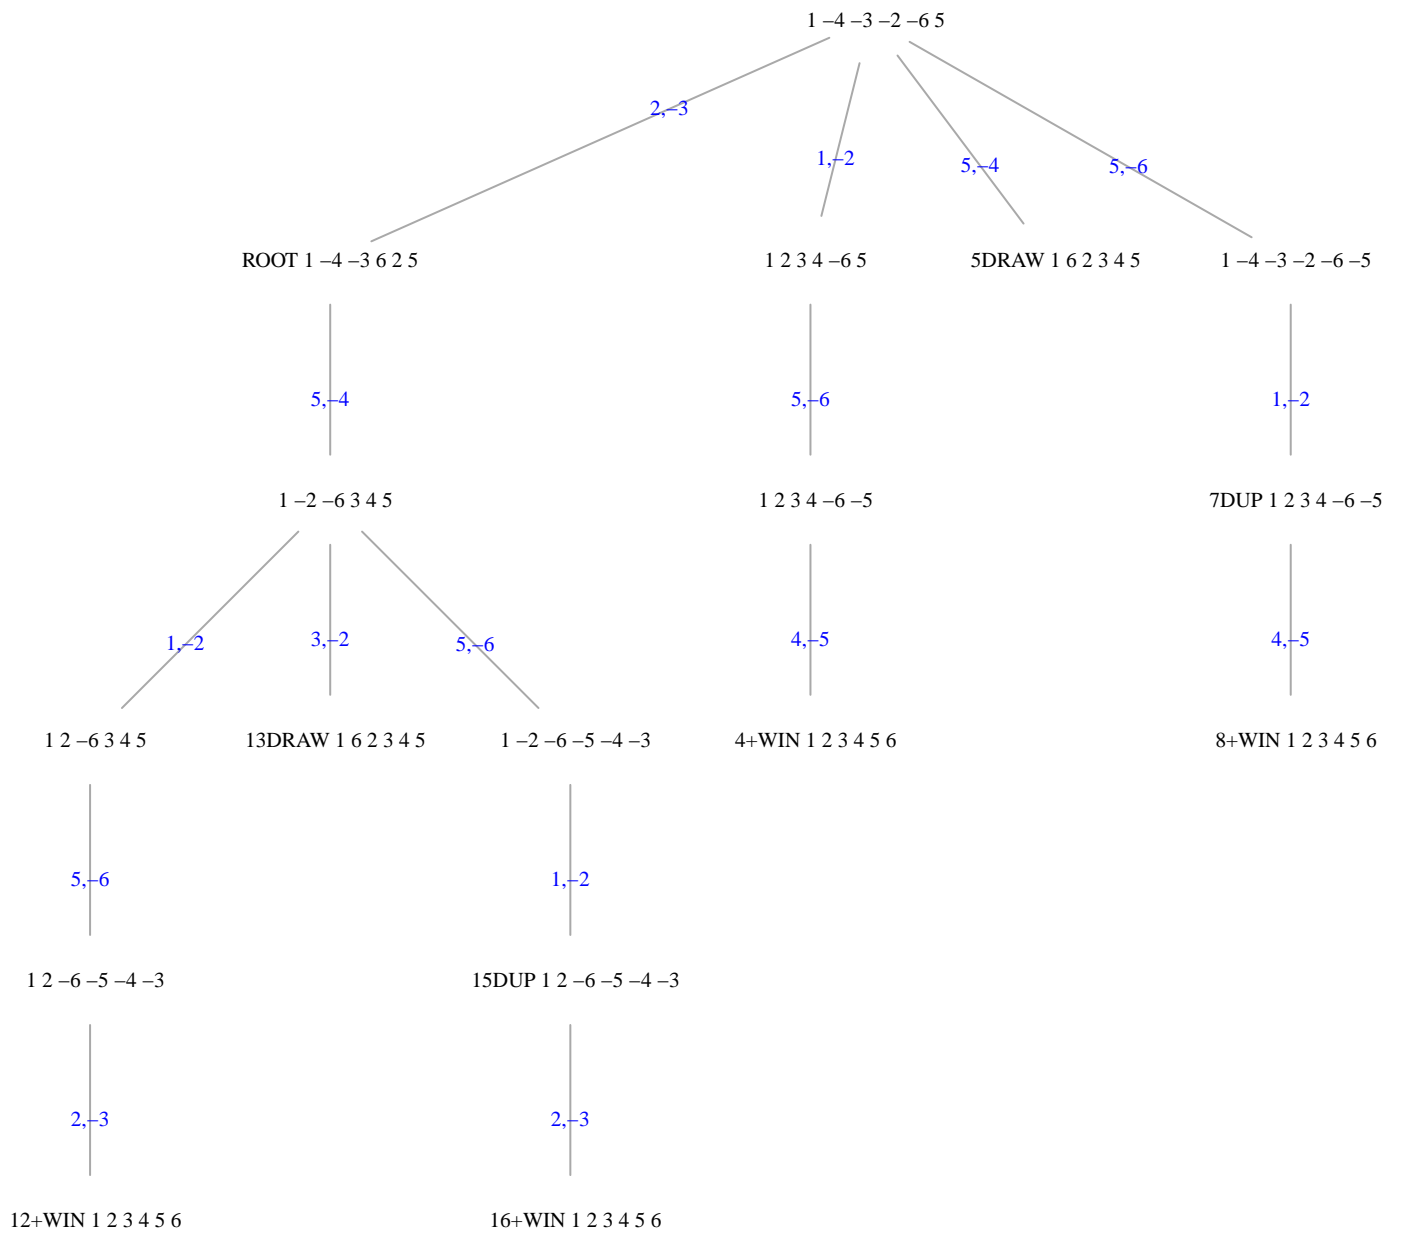 1 –4 –3 –2 –6 5
2,–3
1,–2
5,–4
5,–6
ROOT 1 –4 –3 6 2 5
1 2 3 4 –6 5
5DRAW 1 6 2 3 4 5
1 –4 –3 –2 –6 –5
5,–4
5,–6
1,–2
1 –2 –6 3 4 5
1 2 3 4 –6 –5
7DUP 1 2 3 4 –6 –5
1,–2
3,–2
5,–6
4,–5
4,–5
1 2 –6 3 4 5
13DRAW 1 6 2 3 4 5
1 –2 –6 –5 –4 –3
4+WIN 1 2 3 4 5 6
8+WIN 1 2 3 4 5 6
5,–6
1,–2
1 2 –6 –5 –4 –3
15DUP 1 2 –6 –5 –4 –3
2,–3
2,–3
12+WIN 1 2 3 4 5 6
16+WIN 1 2 3 4 5 6